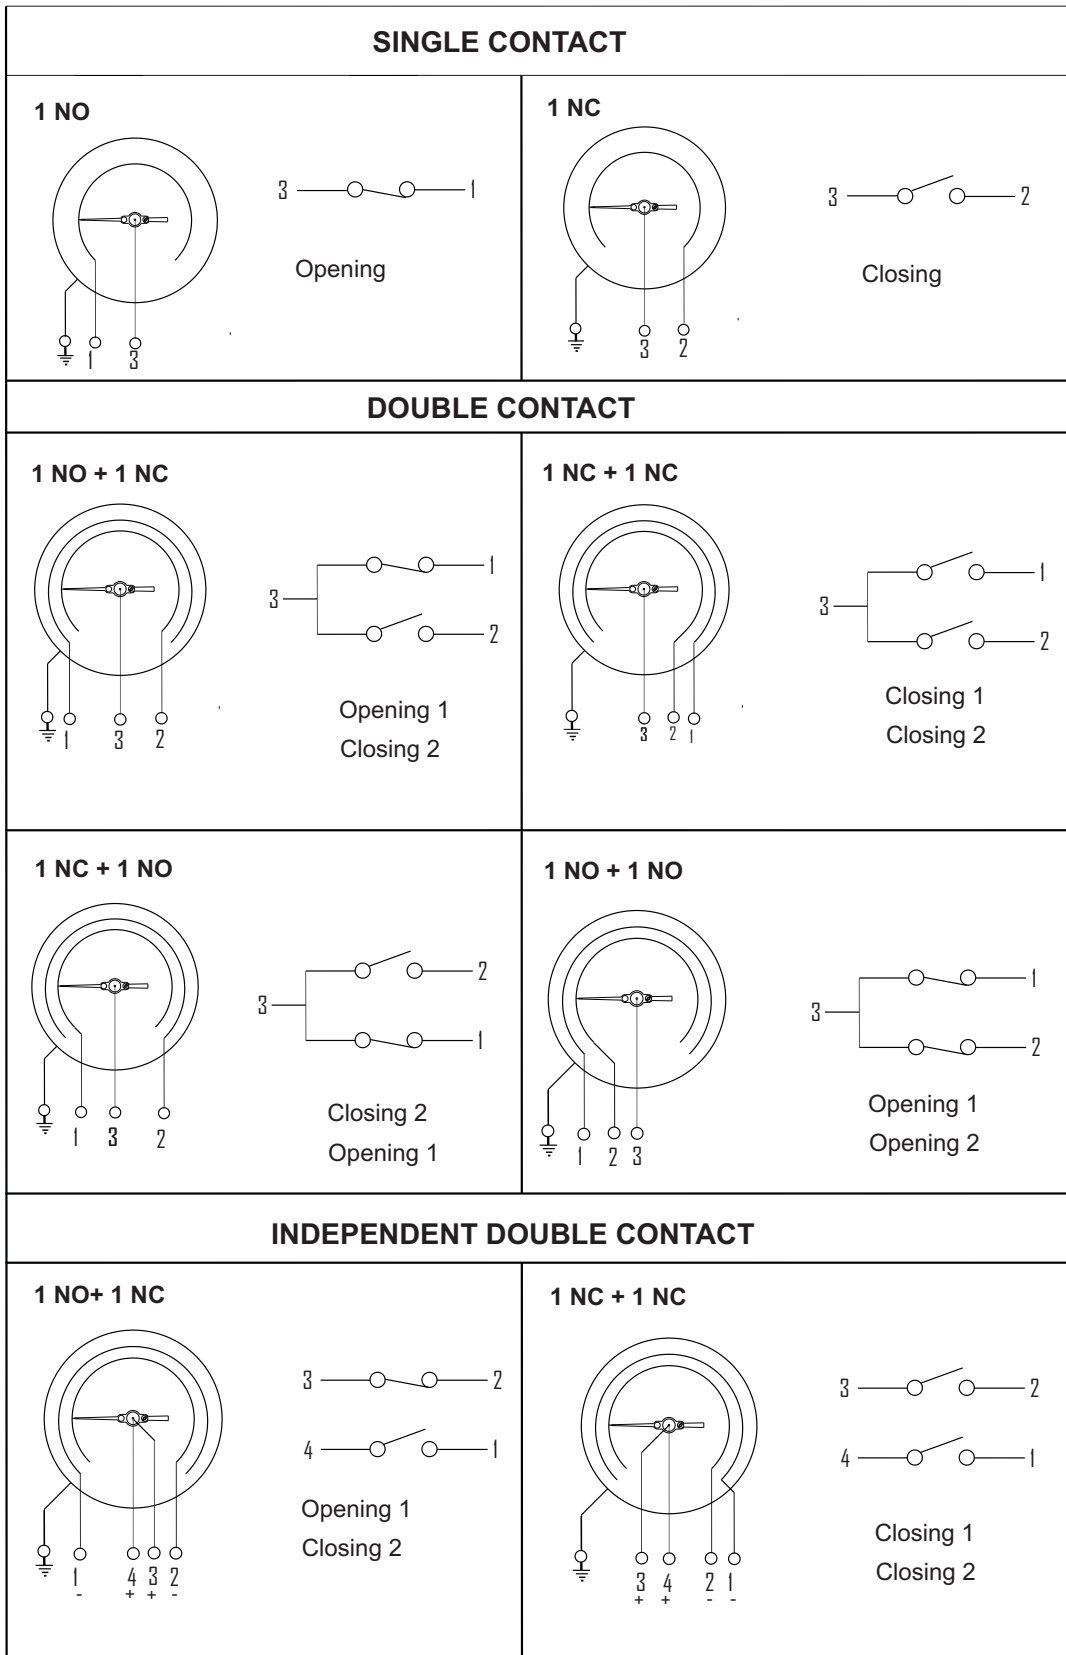 SINGLE CONTACT
1 NO
3 1
Opening
1 3
1 NC
3 2
Closing
3 2
DOUBLE CONTACT
1 NO + 1 NC
1
3
2
Opening 1
Closing 2
1 3 2
1 NC + 1 NC
1
3
2
Closing 1
Closing 2
3 2 1
1 NC + 1 NO
2
3
1
Closing 2
Opening 1
1 3 2
1 NO + 1 NO
1
3
2
Opening 1
Opening 2
1 2 3
INDEPENDENT DOUBLE CONTACT
1 NO+ 1 NC
3 2
4 1
Opening 1
Closing 2
1 4 3 2
- + + -
1 NC + 1 NC
3 2
4 1
Closing 1
Closing 2
3 4 2 1
+ + - -